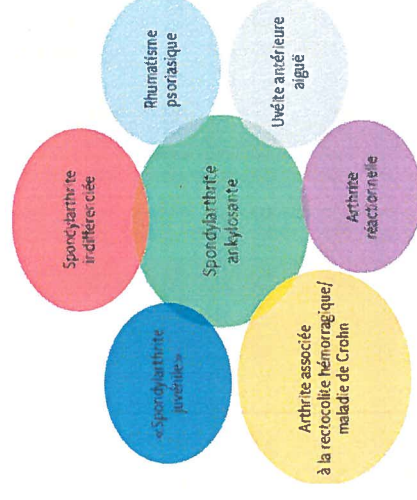 Spondylarthrite
indifférenciée
Rhumatisme
psoriasique
«Spondylarthrite
juvénile»
Spondylarthrite
ankylosante
Uvéite antérieure
aiguë
Arthrite associée
à la rectocolite hémorragique/
maladie de Crohn
Arthrite
réactionnelle